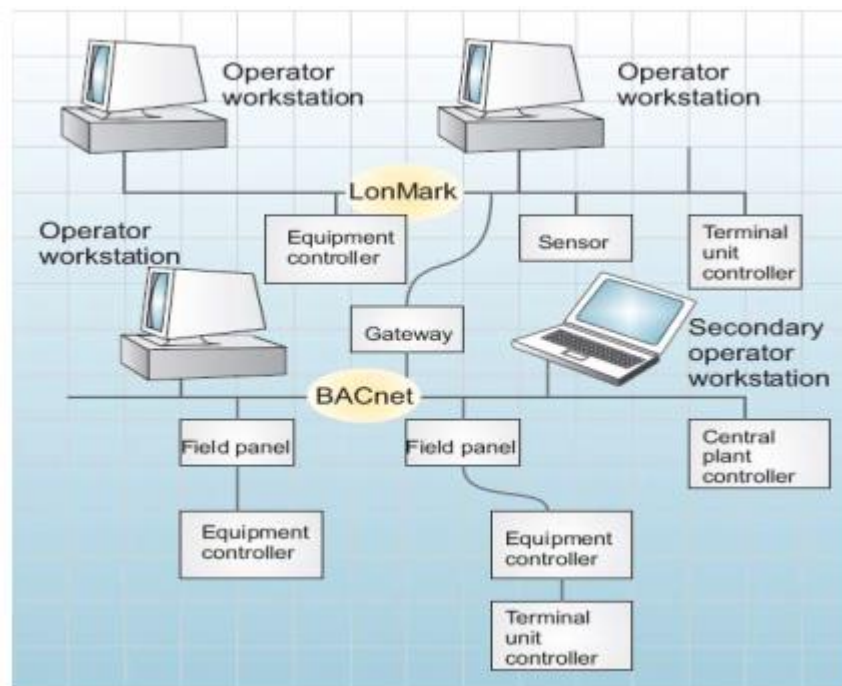 Operator
workstation
Operator
workstation
LonMark
Equipment
controller
Sensor
Terminal
unit
controller
Operator
workstation
Gateway
Secondary
operator
workstation
BACnet
Field panel
Field panel
Central
plant
controller
Equipment
controller
Equipment
controller
Terminal
unit
controller